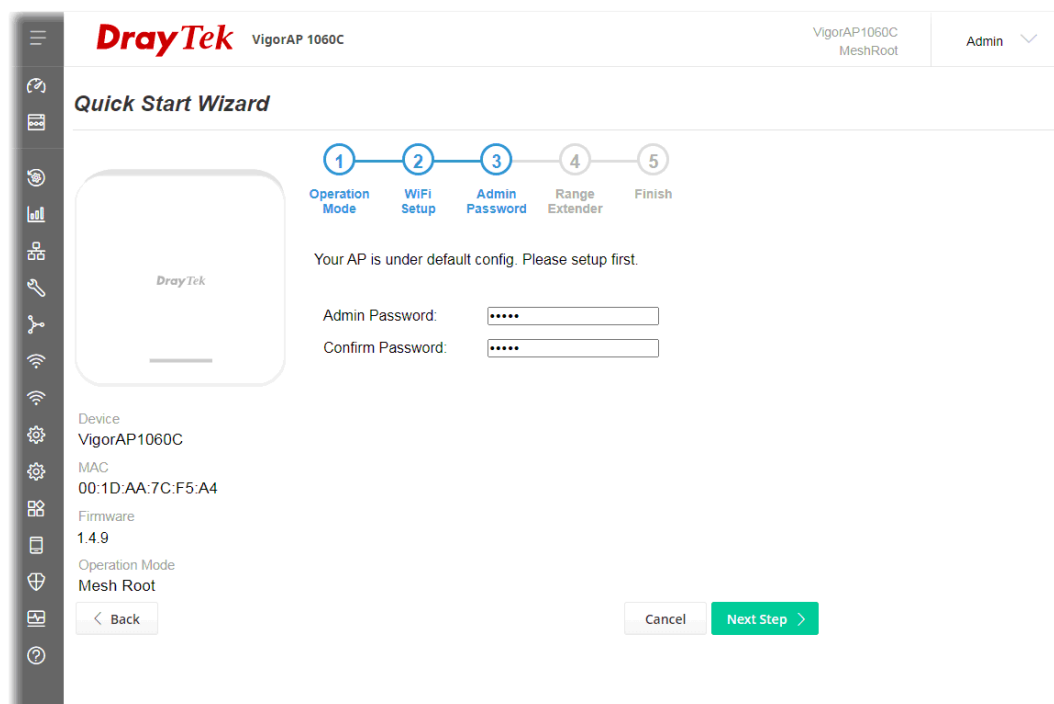 DrayTek VigorAP 1060C
VigorAP1060C
MeshRoot
Admin
Quick Start Wizard
1 2 3 4 5
Operation Mode
WiFi Setup
Admin Password
Range Extender
Finish
DrayTek
Your AP is under default config. Please setup first.
Admin Password: •••••
Confirm Password: •••••
Device
VigorAP1060C
MAC
00:1D:AA:7C:F5:A4
Firmware
1.4.9
Operation Mode
Mesh Root
Back
Cancel
Next Step